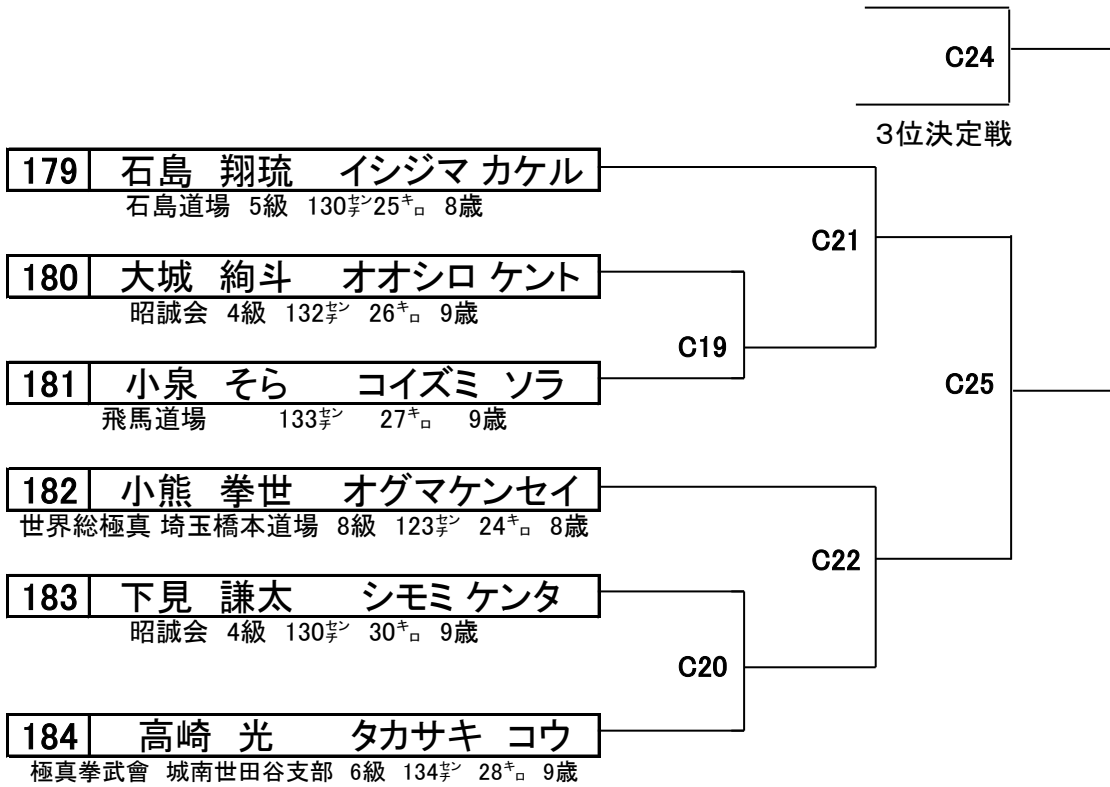 C24
3位決定戦
179 石島 翔琉 イシジマ カケル
石島道場 5級 130㌢25㌔ 8歳
C21
180 大城 絢斗 オオシロ ケント
昭誠会 4級 132㌢ 26㌔ 9歳
C19
181 小泉 そら コイズミ ソラ
飛馬道場 133㌢ 27㌔ 9歳
C25
182 小熊 拳世 オグマケンセイ
世界総極真 埼玉橋本道場 8級 123㌢ 24㌔ 8歳
C22
183 下見 謙太 シモミ ケンタ
昭誠会 4級 130㌢ 30㌔ 9歳
C20
184 高崎 光 タカサキ コウ
極真拳武會 城南世田谷支部 6級 134㌢ 28㌔ 9歳